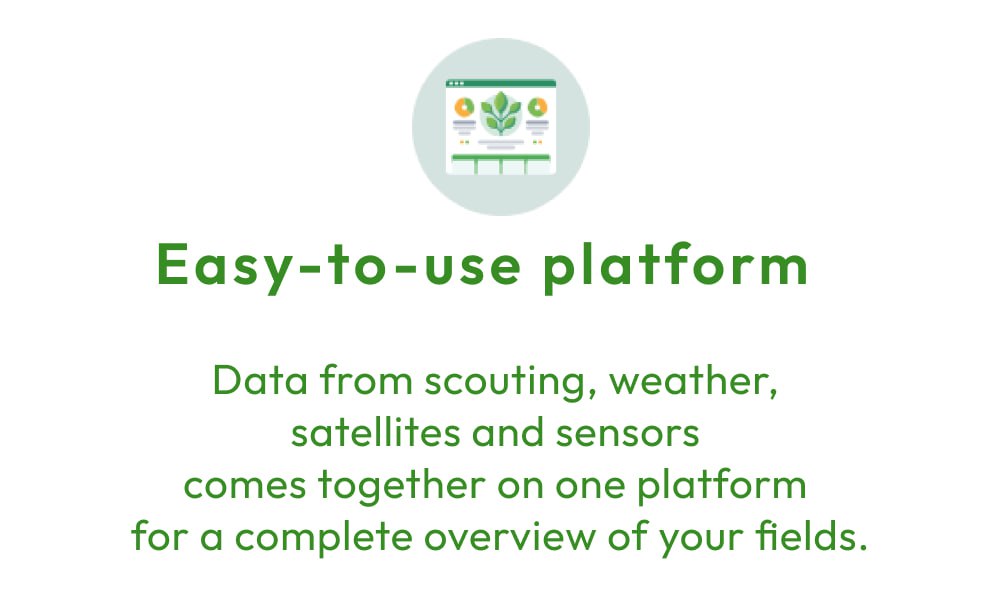 Easy-to-use platform
Data from scouting, weather,
satellites and sensors
comes together on one platform
for a complete overview of your fields.